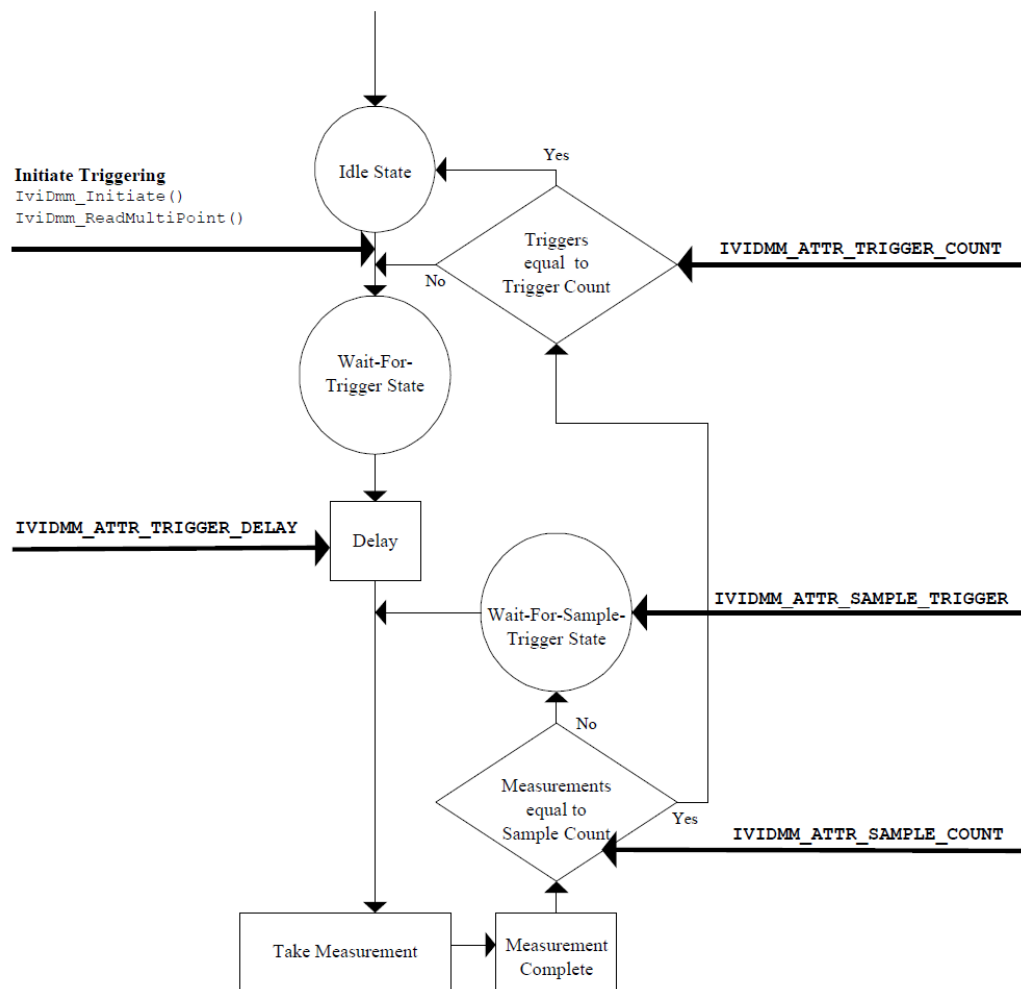 Initiate Triggering
IviDmm_Initiate()
IviDmm_ReadMultiPoint()
Idle State
Yes
Triggers
equal to
Trigger Count
No
IVIDMM_ATTR_TRIGGER_COUNT
Wait-For-
Trigger State
IVIDMM_ATTR_TRIGGER_DELAY
Delay
Wait-For-Sample-
Trigger State
IVIDMM_ATTR_SAMPLE_TRIGGER
No
Measurements
equal to
Sample Count
Yes
IVIDMM_ATTR_SAMPLE_COUNT
Take Measurement
Measurement
Complete